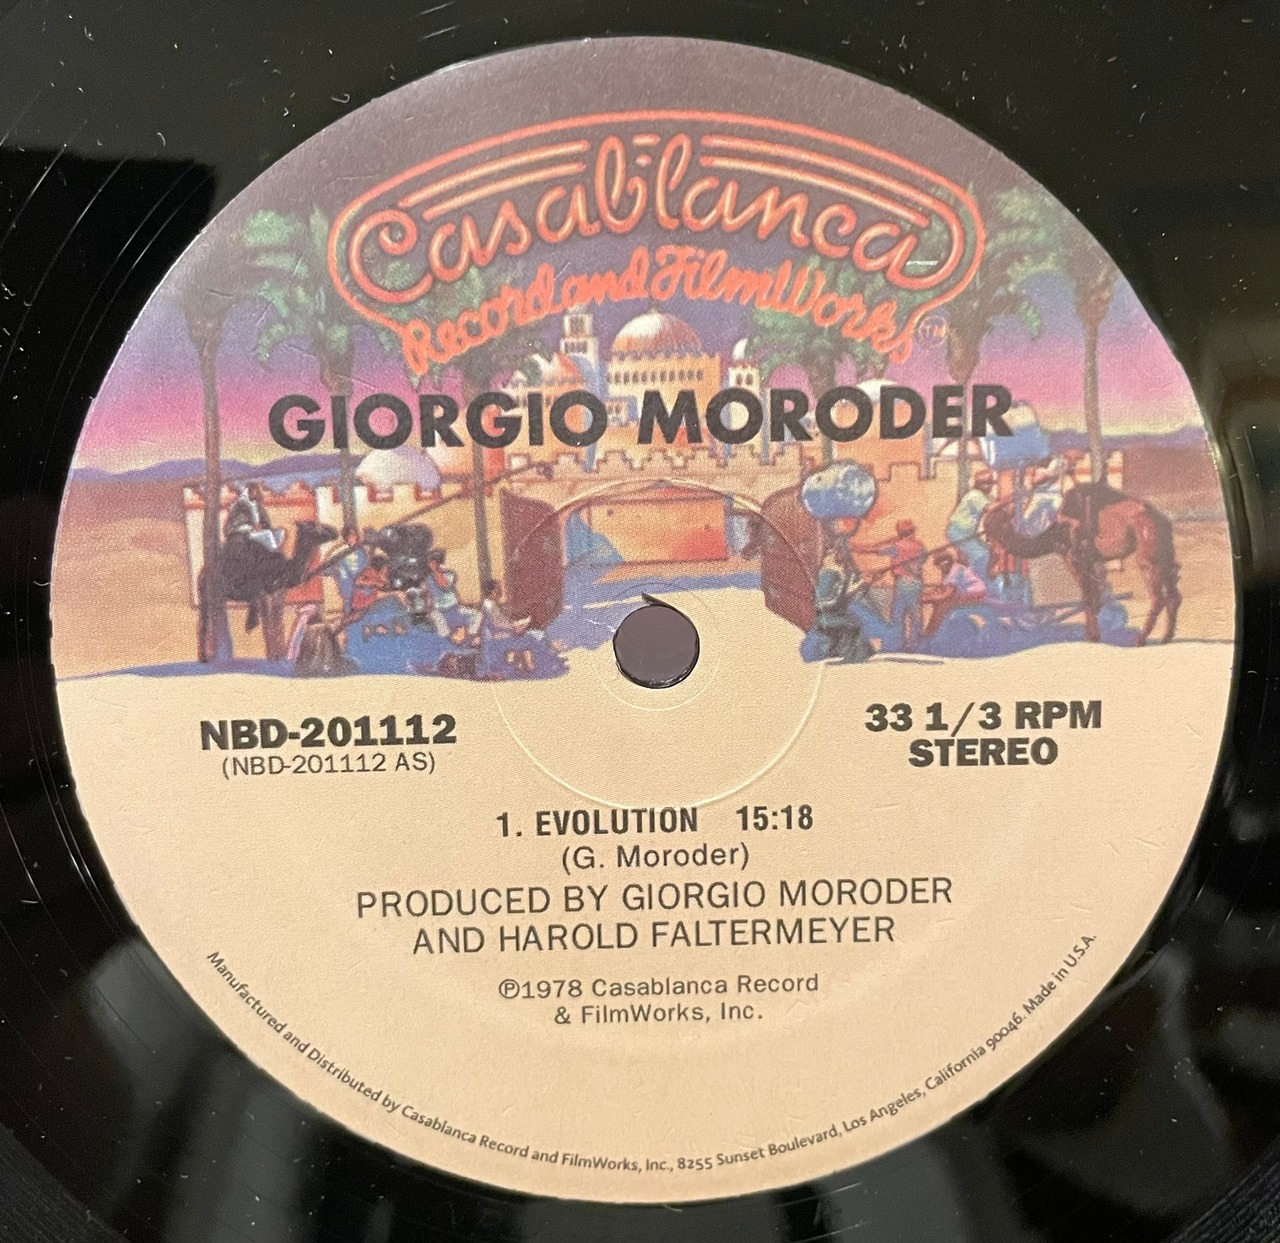 Casablanca
Record and FilmWorks TM
GIORGIO MORODER
NBD-201112
(NBD-201112 AS)
33 1/3 RPM
STEREO
1. EVOLUTION 15:18
(G. Moroder)
PRODUCED BY GIORGIO MORODER
AND HAROLD FALTERMEYER
℗1978 Casablanca Record
& FilmWorks, Inc.
Manufactured and Distributed by Casablanca Record and FilmWorks, Inc., 8255 Sunset Boulevard, Los Angeles, California 90046. Made in U.S.A.